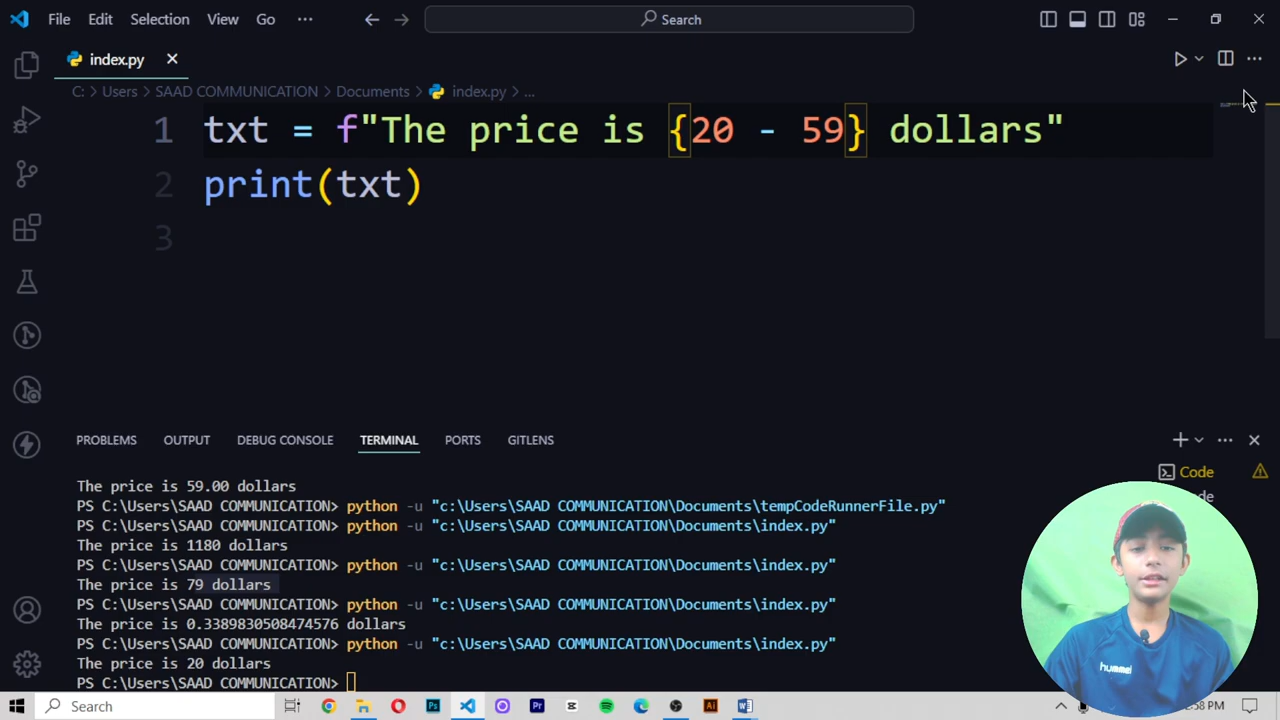 File Edit Selection View Go ··· Search
index.py
C: > Users > SAAD COMMUNICATION > Documents > index.py > ...
1 txt = f"The price is {20 - 59} dollars"
2 print(txt)
3
PROBLEMS OUTPUT DEBUG CONSOLE TERMINAL PORTS GITLENS
Code
The price is 59.00 dollars
PS C:\Users\SAAD COMMUNICATION> python -u "c:\Users\SAAD COMMUNICATION\Documents\tempCodeRunnerFile.py"
PS C:\Users\SAAD COMMUNICATION> python -u "c:\Users\SAAD COMMUNICATION\Documents\index.py"
The price is 1180 dollars
PS C:\Users\SAAD COMMUNICATION> python -u "c:\Users\SAAD COMMUNICATION\Documents\index.py"
The price is 79 dollars
PS C:\Users\SAAD COMMUNICATION> python -u "c:\Users\SAAD COMMUNICATION\Documents\index.py"
The price is 0.3389830508474576 dollars
PS C:\Users\SAAD COMMUNICATION> python -u "c:\Users\SAAD COMMUNICATION\Documents\index.py"
The price is 20 dollars
PS C:\Users\SAAD COMMUNICATION>
hummel
Search
Ps
Pr
Ai
W